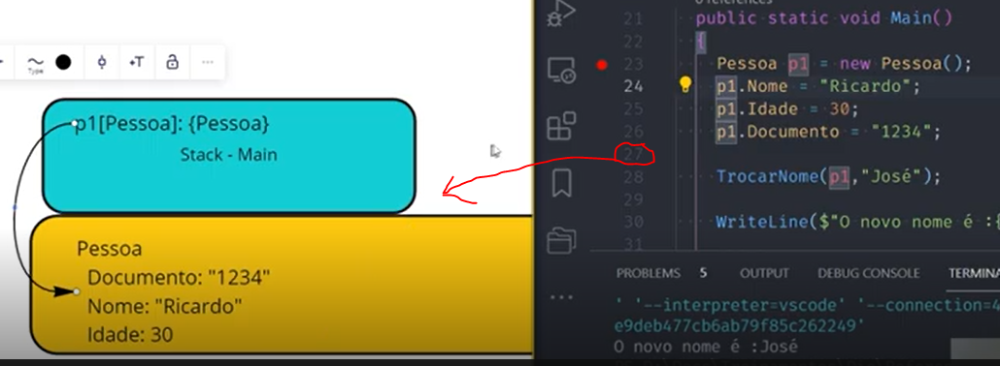 Type
+T
p1[Pessoa]: {Pessoa}
Stack - Main
Pessoa
Documento: "1234"
Nome: "Ricardo"
Idade: 30
21 public static void Main()
22 {
23 Pessoa p1 = new Pessoa();
24 p1.Nome = "Ricardo";
25 p1.Idade = 30;
26 p1.Documento = "1234";
27
28 TrocarNome(p1,"José");
29
30 WriteLine($"O novo nome é :{
31
PROBLEMS 5 OUTPUT DEBUG CONSOLE TERMINA
' '--interpreter=vscode' '--connection=4
e9deb477cb6ab79f85c262249'
O novo nome é :José